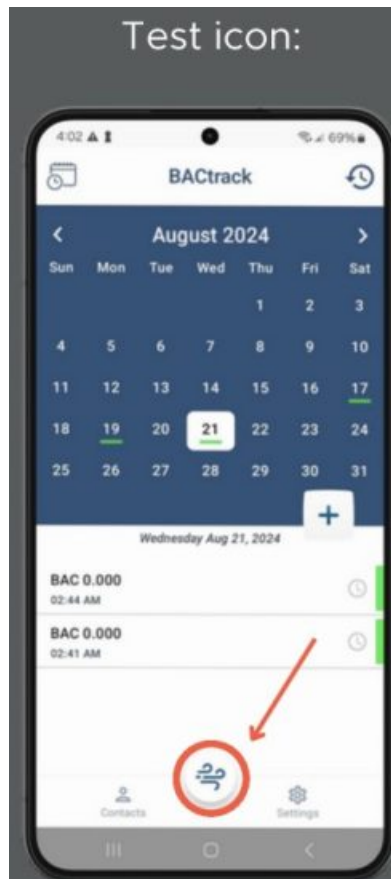 Test icon:
4:02
69%
BACtrack
August 2024
Sun Mon Tue Wed Thu Fri Sat
1 2 3
4 5 6 7 8 9 10
11 12 13 14 15 16 17
18 19 20 21 22 23 24
25 26 27 28 29 30 31
+
Wednesday Aug 21, 2024
BAC 0.000
02:44 AM
BAC 0.000
02:41 AM
Contacts Settings